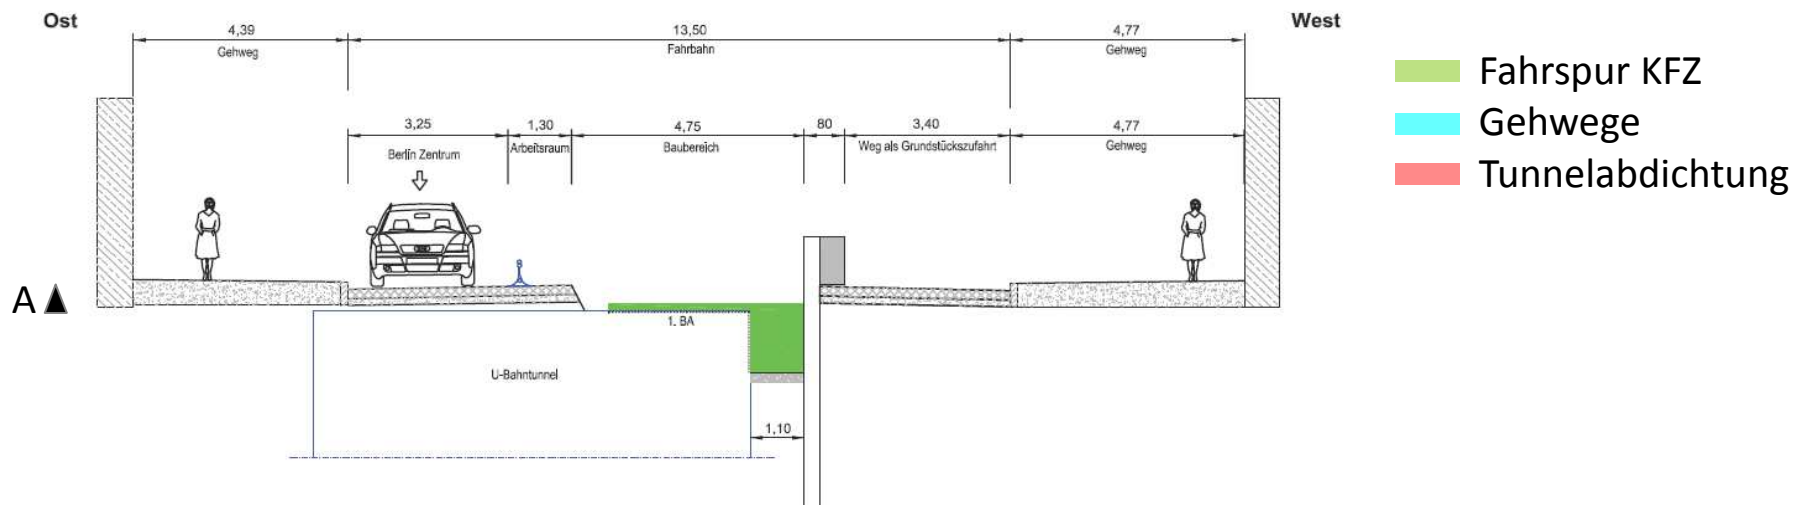 Ost
West
4,39
13,50
4,77
Gehweg
Fahrbahn
Gehweg
Fahrspur KFZ
Gehwege
Tunnelabdichtung
3,25
1,30
4,75
80
3,40
4,77
Berlin Zentrum
Arbeitsraum
Baubereich
Weg als Grundstückszufahrt
Gehweg
A
1. BA
U-Bahntunnel
1,10